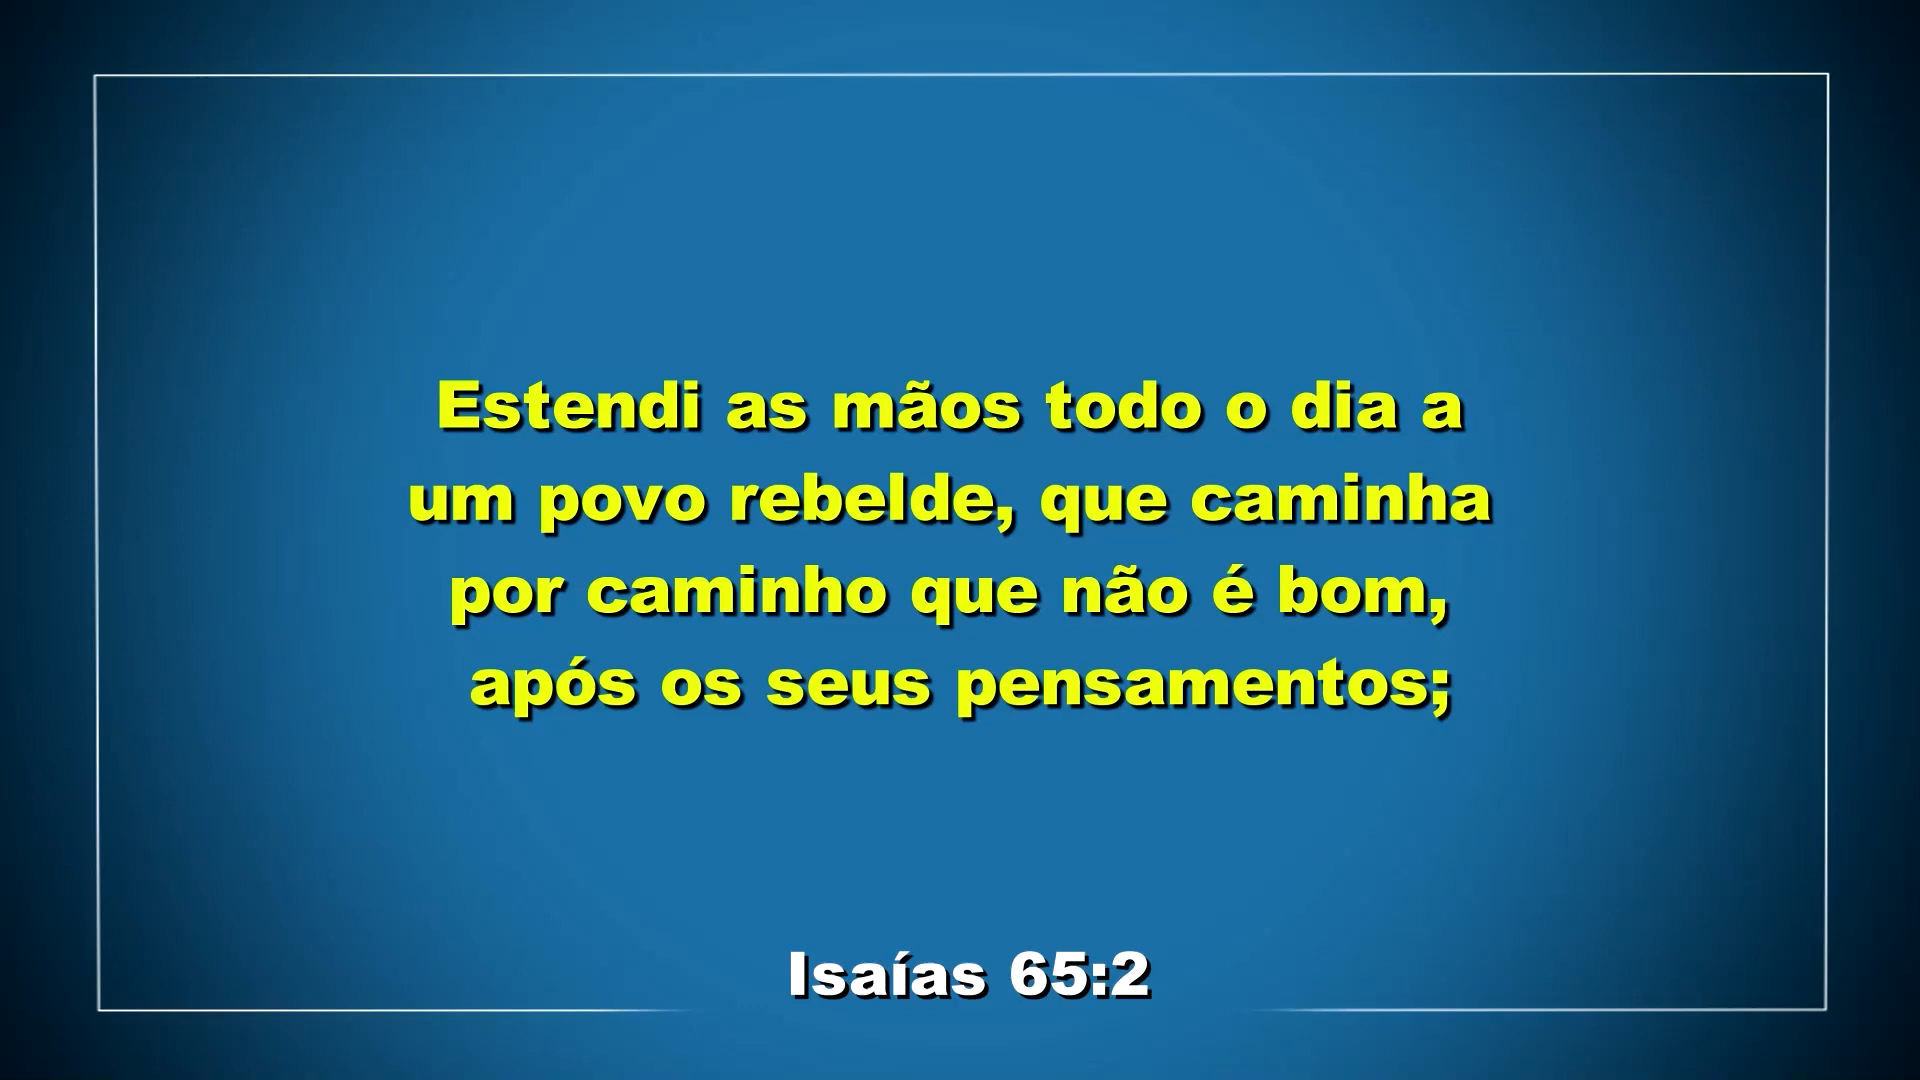 Estendi as mãos todo o dia a
um povo rebelde, que caminha
por caminho que não é bom,
após os seus pensamentos;
Isaías 65:2